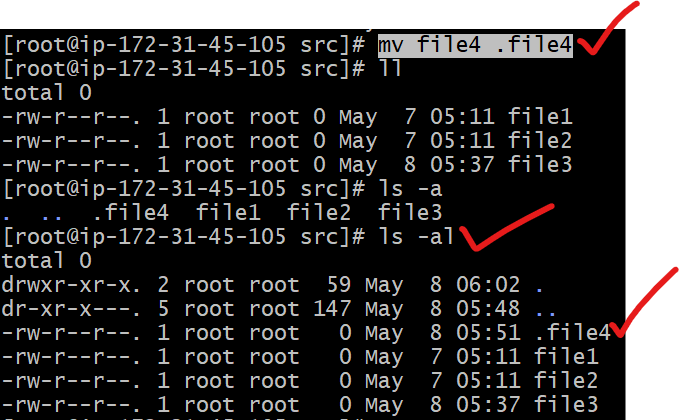 [root@ip-172-31-45-105 src]# mv file4 .file4
[root@ip-172-31-45-105 src]# ll
total 0
-rw-r--r--. 1 root root 0 May  7 05:11 file1
-rw-r--r--. 1 root root 0 May  7 05:11 file2
-rw-r--r--. 1 root root 0 May  8 05:37 file3
[root@ip-172-31-45-105 src]# ls -a
.  ..  .file4  file1  file2  file3
[root@ip-172-31-45-105 src]# ls -al
total 0
drwxr-xr-x. 2 root root  59 May  8 06:02 .
dr-xr-x---. 5 root root 147 May  8 05:48 ..
-rw-r--r--. 1 root root   0 May  8 05:51 .file4
-rw-r--r--. 1 root root   0 May  7 05:11 file1
-rw-r--r--. 1 root root   0 May  7 05:11 file2
-rw-r--r--. 1 root root   0 May  8 05:37 file3